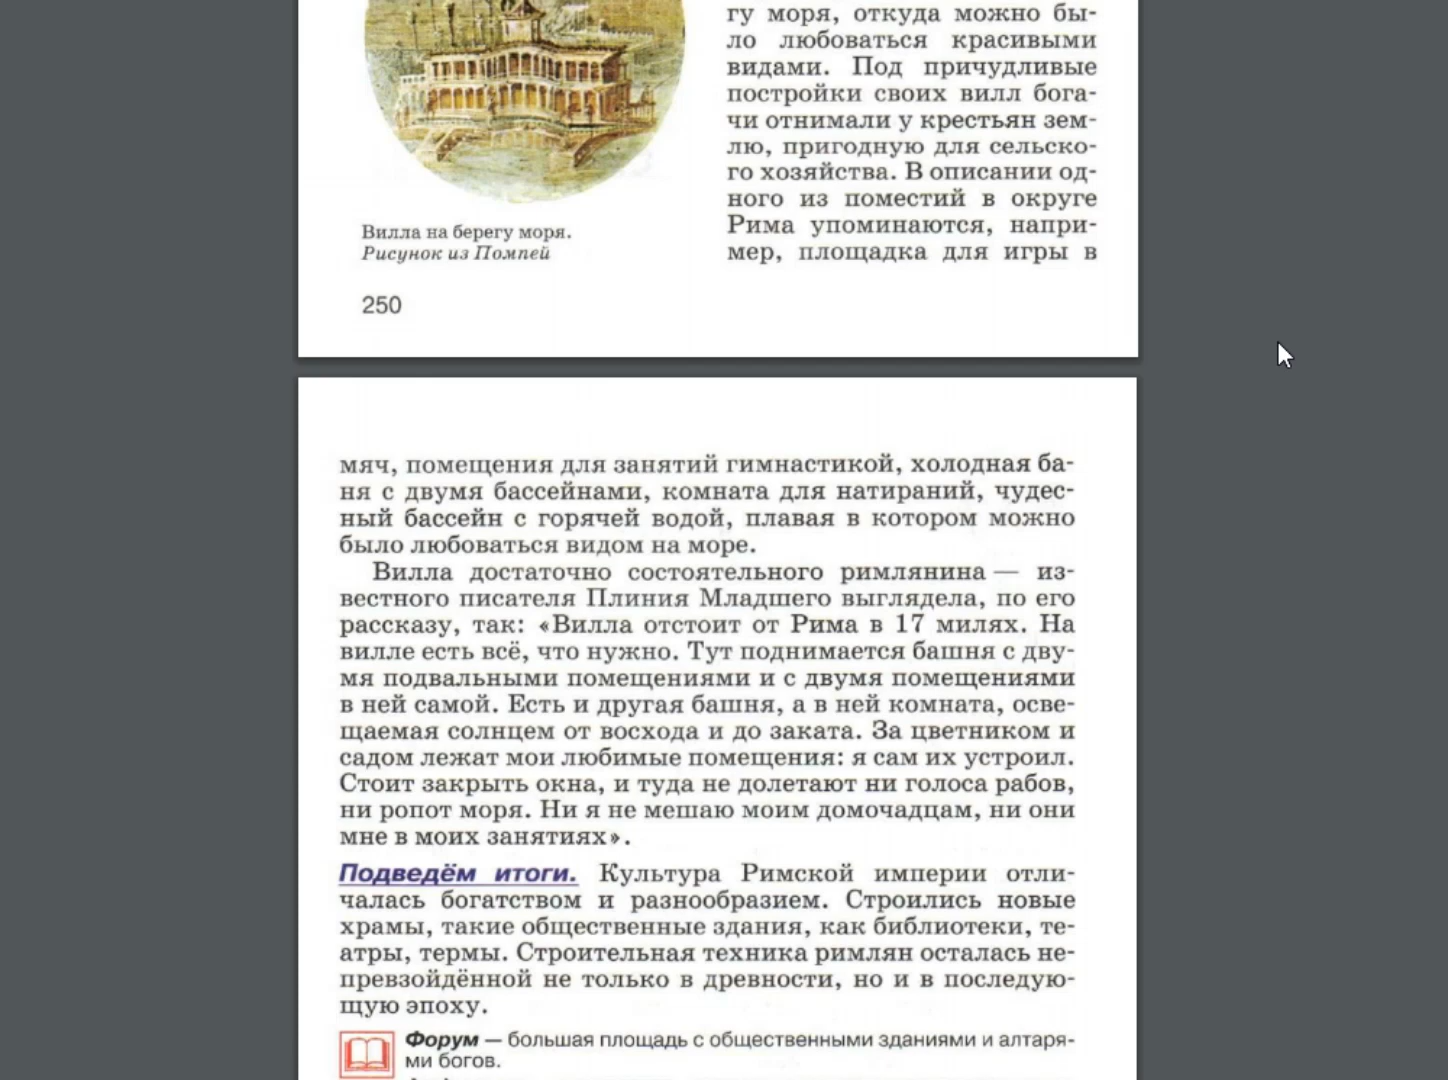 гу моря, откуда можно бы-
ло любоваться красивыми
видами. Под причудливые
постройки своих вилл бога-
чи отнимали у крестьян зем-
лю, пригодную для сельско-
го хозяйства. В описании од-
ного из поместий в округе
Рима упоминаются, напри-
мер, площадка для игры в
Вилла на берегу моря.
Рисунок из Помпей
250
мяч, помещения для занятий гимнастикой, холодная ба-
ня с двумя бассейнами, комната для натираний, чудес-
ный бассейн с горячей водой, плавая в котором можно
было любоваться видом на море.
Вилла достаточно состоятельного римлянина — из-
вестного писателя Плиния Младшего выглядела, по его
рассказу, так: «Вилла отстоит от Рима в 17 милях. На
вилле есть всё, что нужно. Тут поднимается башня с дву-
мя подвальными помещениями и с двумя помещениями
в ней самой. Есть и другая башня, а в ней комната, осве-
щаемая солнцем от восхода и до заката. За цветником и
садом лежат мои любимые помещения: я сам их устроил.
Стоит закрыть окна, и туда не долетают ни голоса рабов,
ни ропот моря. Ни я не мешаю моим домочадцам, ни они
мне в моих занятиях».
Подведём итоги. Культура Римской империи отли-
чалась богатством и разнообразием. Строились новые
храмы, такие общественные здания, как библиотеки, те-
атры, термы. Строительная техника римлян осталась не-
превзойдённой не только в древности, но и в последую-
щую эпоху.
Форум — большая площадь с общественными зданиями и алтаря-
ми богов.